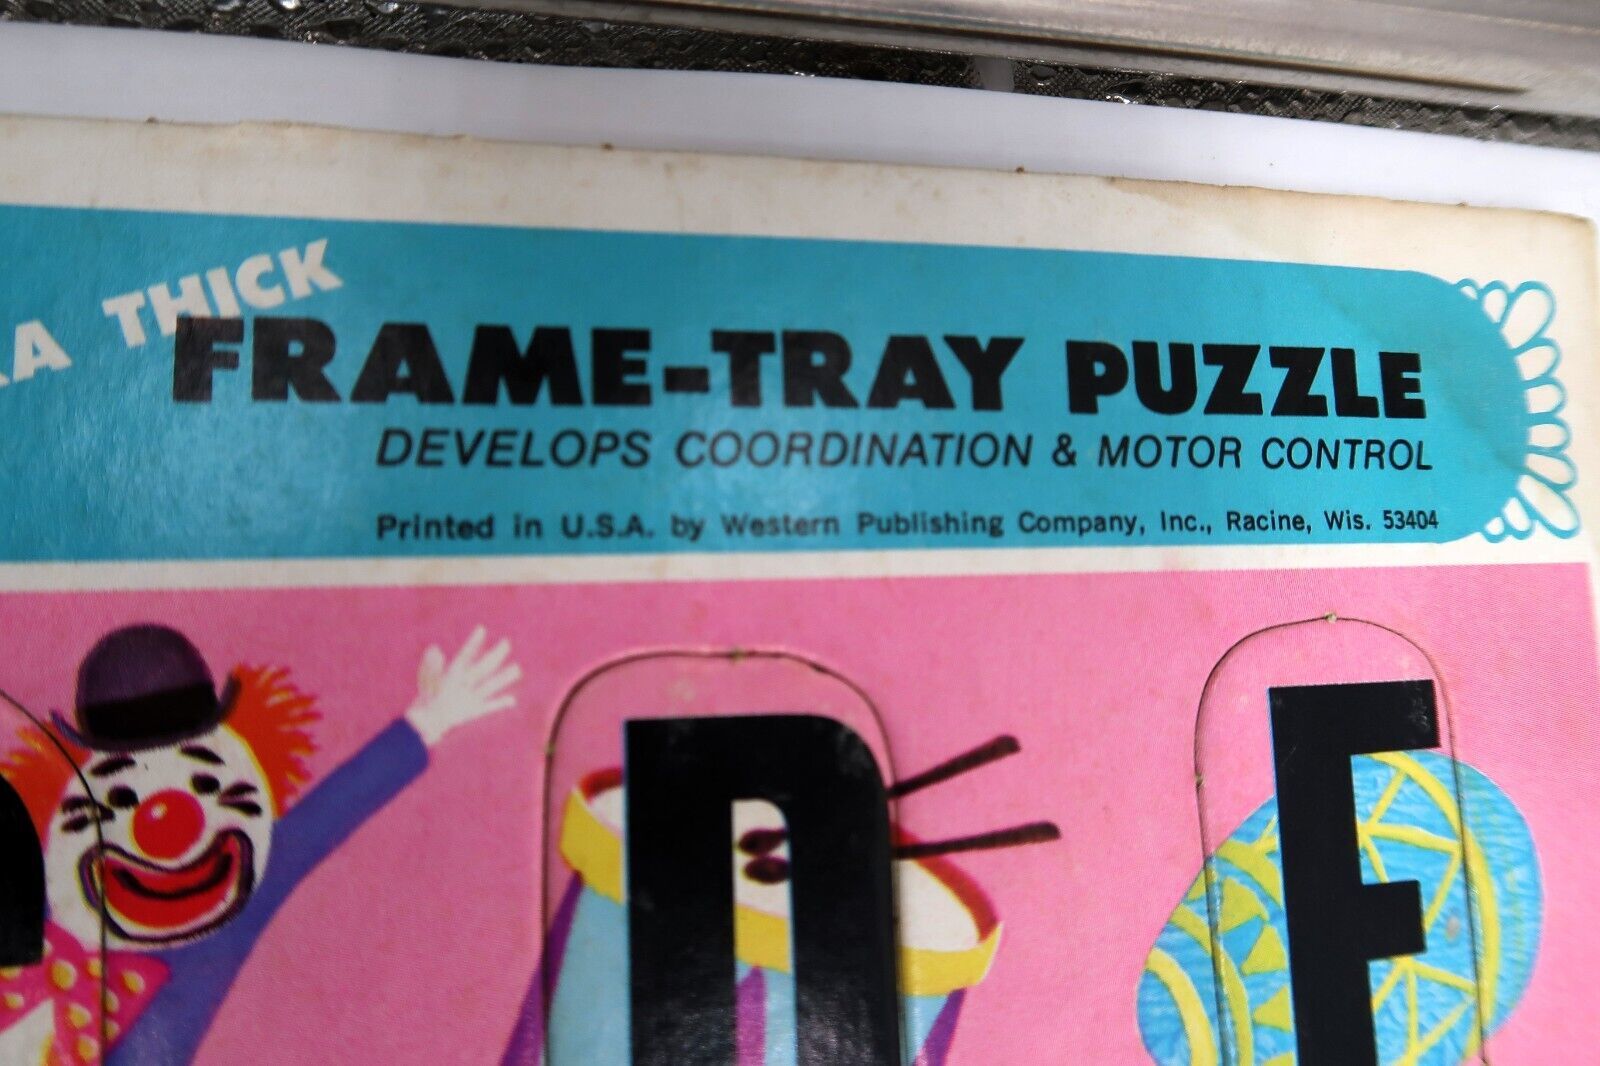 THICK
FRAME-TRAY PUZZLE
DEVELOPS COORDINATION & MOTOR CONTROL
Printed in U.S.A. by Western Publishing Company, Inc., Racine, Wis. 53404
D E